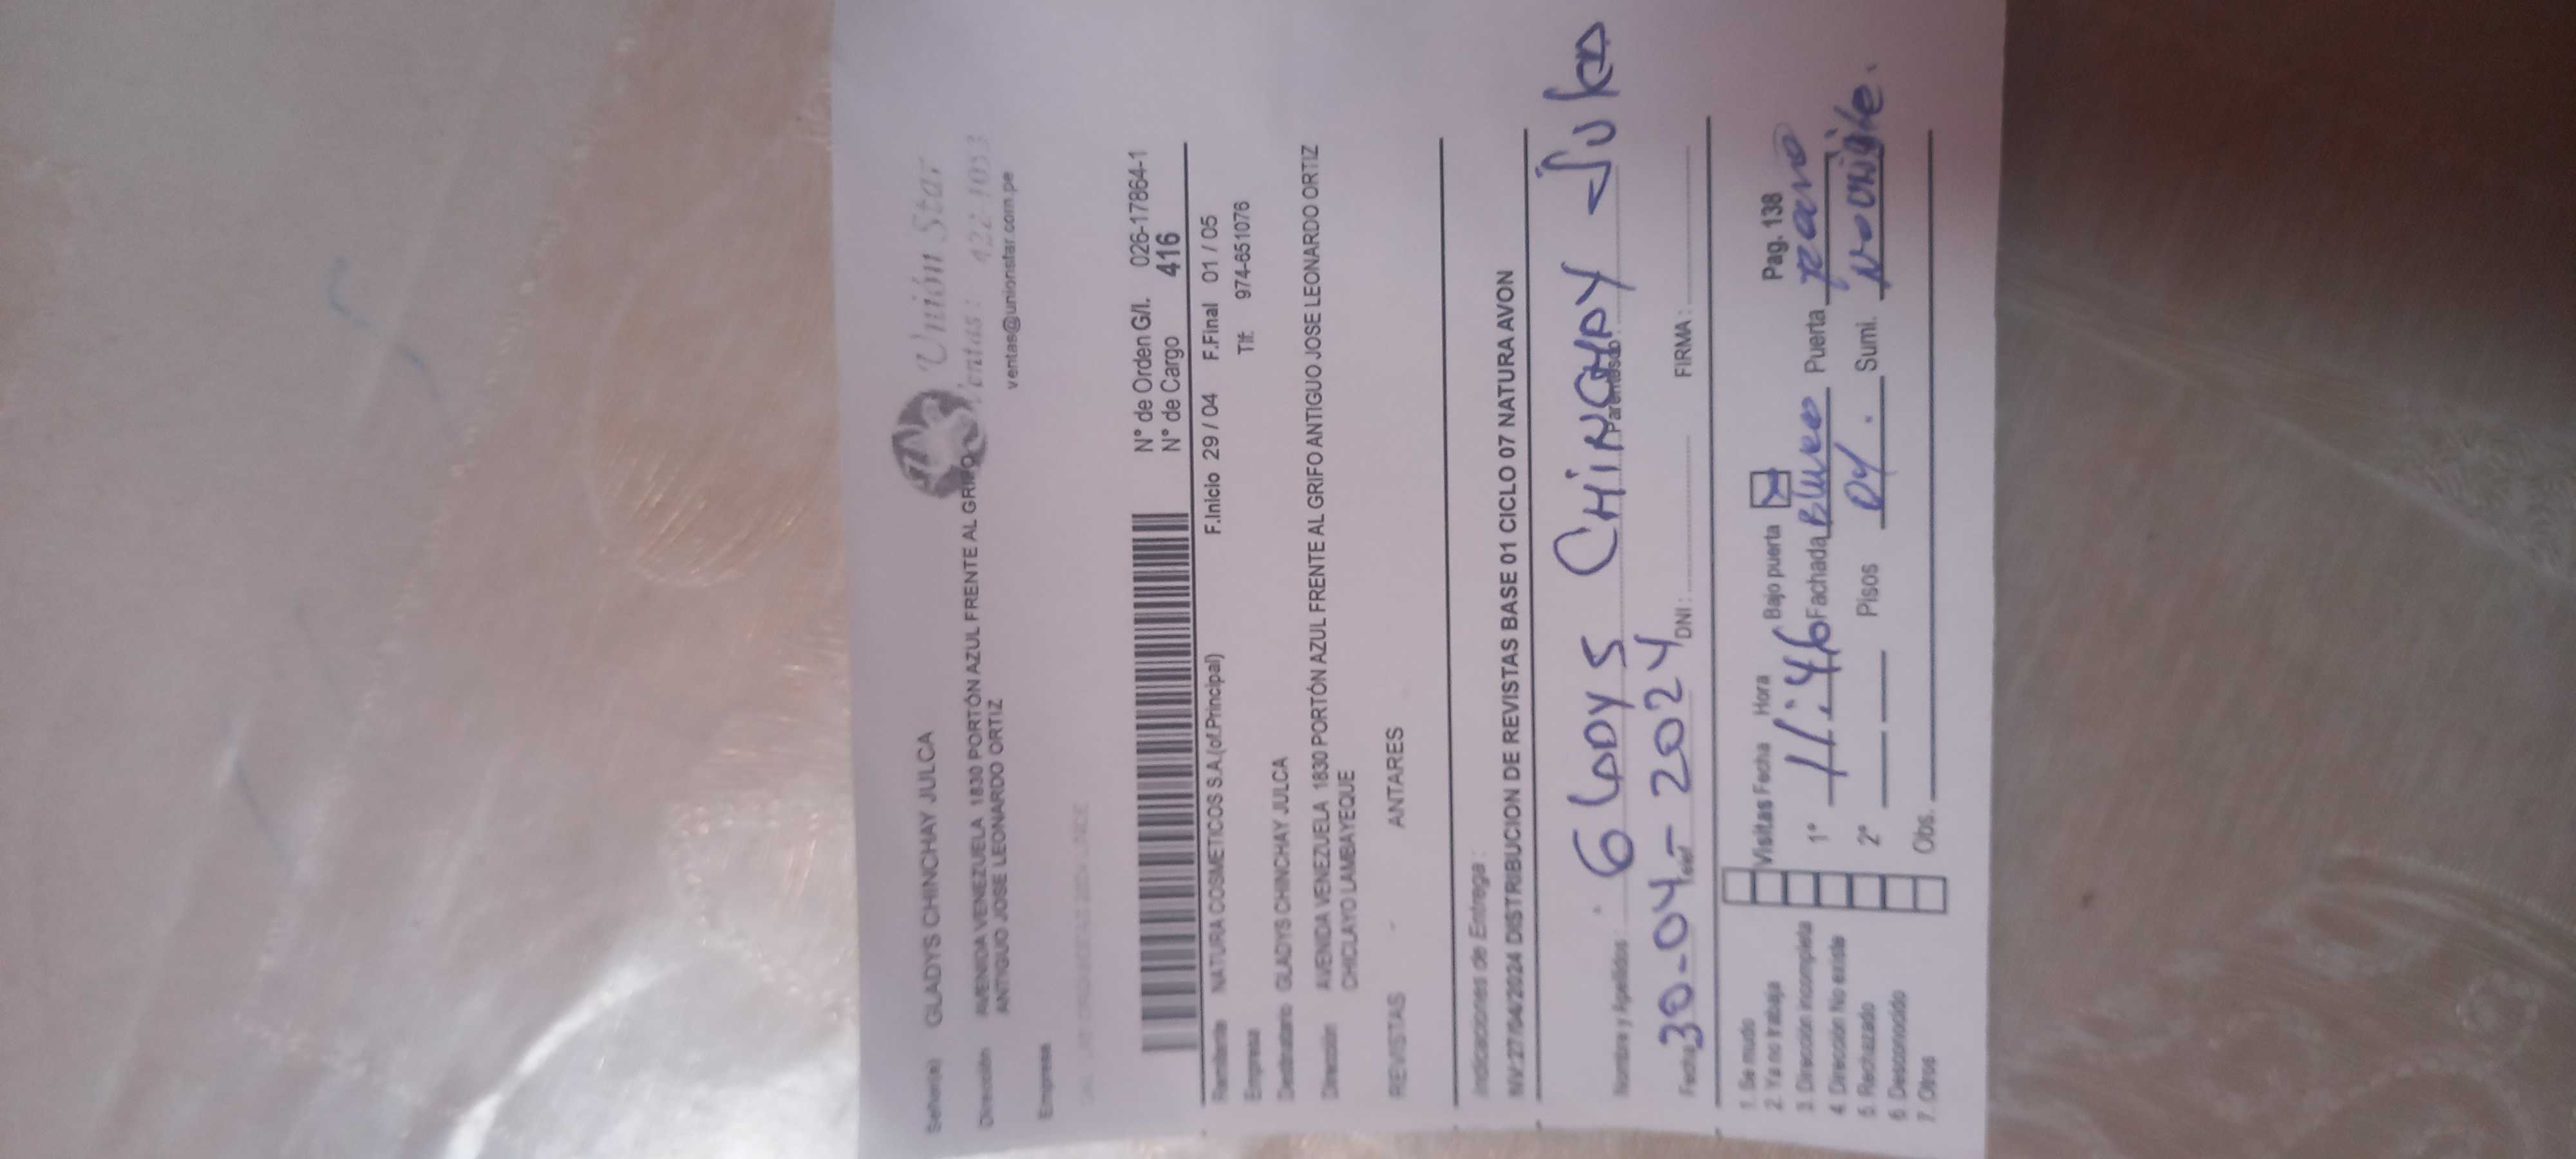 Señor(a) GLADYS CHINCHAY JULCA
Unión Star
Dirección AVENIDA VENEZUELA 1830 PORTÓN AZUL FRENTE AL GRIFO
ANTIGUO JOSE LEONARDO ORTIZ
Ventas : 422-1093
ventas@unionstar.com.pe
Empresa
N° de Orden G/I. 026-17864-1
N° de Cargo 416
Remitente NATURA COSMETICOS S.A.(of.Principal) F.Inicio 29 / 04 F.Final 01 / 05
Empresa Tlf: 974-651076
Destinatario GLADYS CHINCHAY JULCA
Dirección AVENIDA VENEZUELA 1830 PORTÓN AZUL FRENTE AL GRIFO ANTIGUO JOSE LEONARDO ORTIZ
CHICLAYO LAMBAYEQUE
REVISTAS - ANTARES
Indicaciones de Entrega :
NV:27/04/2024 DISTRIBUCION DE REVISTAS BASE 01 CICLO 07 NATURA AVON
Nombre y Apellidos : GLADYS CHINCHAY Parentesco :
Fecha 30-04-2024 DNI : FIRMA :
1. Se mudo Visitas Fecha Hora Bajo puerta Pag. 138
2. Ya no trabaja
3. Dirección incompleta 1° 11:46 Fachada Puerta
4. Dirección No existe
5. Rechazado 2° Pisos 04. Sumi.
6. Desconocido
7. Otros Obs.